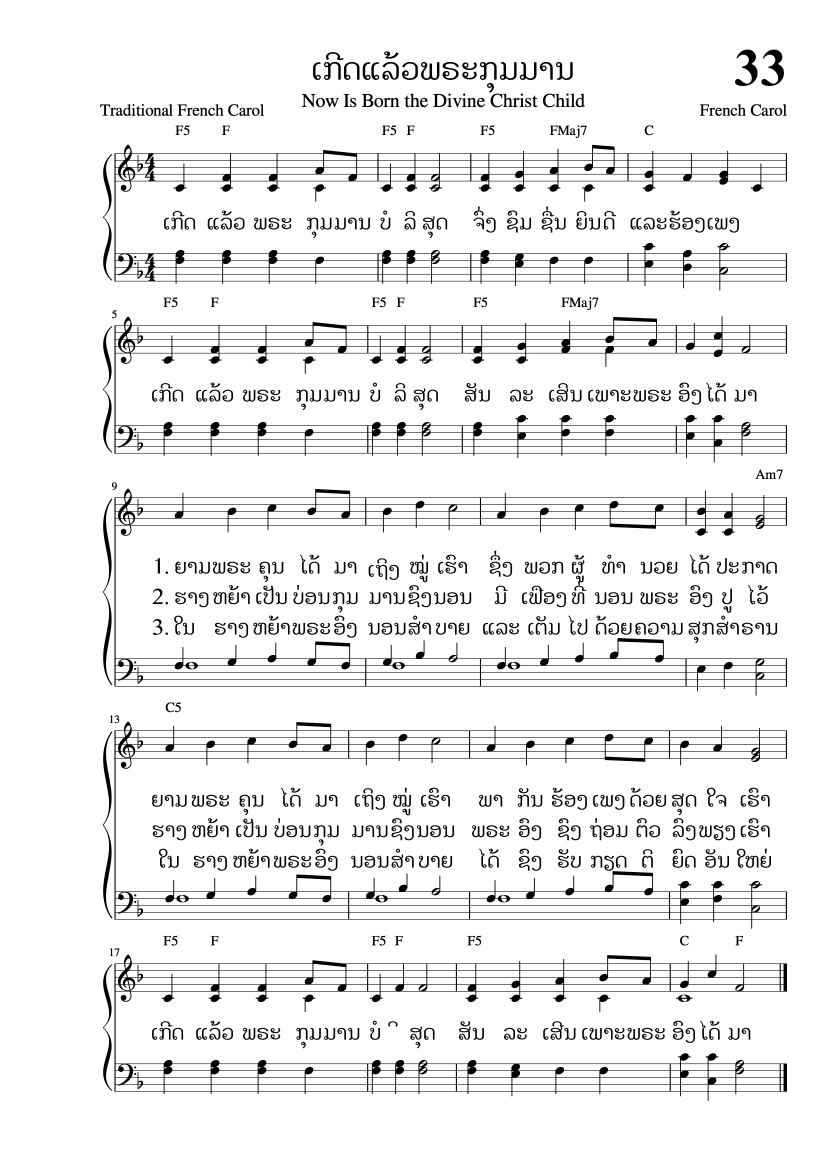 ເກີດແລ້ວພຣະກຸມມານ
33
Now Is Born the Divine Christ Child
Traditional French Carol French Carol
F5 F F5 F F5 FMaj7 C
4 4
ເກີດ ແລ້ວ ພຣະ ກຸມມານ ບໍ ລິ ສຸດ ຈົ່ງ ຊົມ ຊື່ນ ຍິນດີ ແລະຮ້ອງເພງ
4 4
F5 F F5 F F5 FMaj7
5
ເກີດ ແລ້ວ ພຣະ ກຸມມານ ບໍ ລິ ສຸດ ສັນ ລະ ເສີນ ເພາະພຣະ ອົງ ໄດ້ ມາ
Am7
9
1. ຍາມພຣະ ຄຸນ ໄດ້ ມາ ເຖິງ ໝູ່ ເຮົາ ຊຶ່ງ ພວກ ຜູ້ ທຳ ນວຍ ໄດ້ ປະກາດ
2. ຮາງ ຫຍ້າ ເປັນ ບ່ອນກຸມ ມານຊົງນອນ ມີ ເຟືອງ ທີ່ ນອນ ພຣະ ອົງ ປູ ໄວ້
3. ໃນ ຮາງ ຫຍ້າພຣະອົງ ນອນສຳບາຍ ແລະ ເຕັມ ໄປ ດ້ວຍຄວາມ ສຸກສຳຣານ
C5
13
ຍາມ ພຣະ ຄຸນ ໄດ້ ມາ ເຖິງ ໝູ່ ເຮົາ ພາ ກັນ ຮ້ອງ ເພງ ດ້ວຍ ສຸດ ໃຈ ເຮົາ
ຮາງ ຫຍ້າ ເປັນ ບ່ອນກຸມ ມານຊົງນອນ ພຣະ ອົງ ຊົງ ຖ່ອມ ຕົວ ລົງພຽງ ເຮົາ
ໃນ ຮາງ ຫຍ້າພຣະອົງ ນອນສຳບາຍ ໄດ້ ຊົງ ຮັບ ກຽດ ຕິ ຍົດ ອັນ ໃຫຍ່
F5 F F5 F F5 C F
17
ເກີດ ແລ້ວ ພຣະ ກຸມມານ ບໍ ິ ສຸດ ສັນ ລະ ເສີນ ເພາະພຣະ ອົງ ໄດ້ ມາ